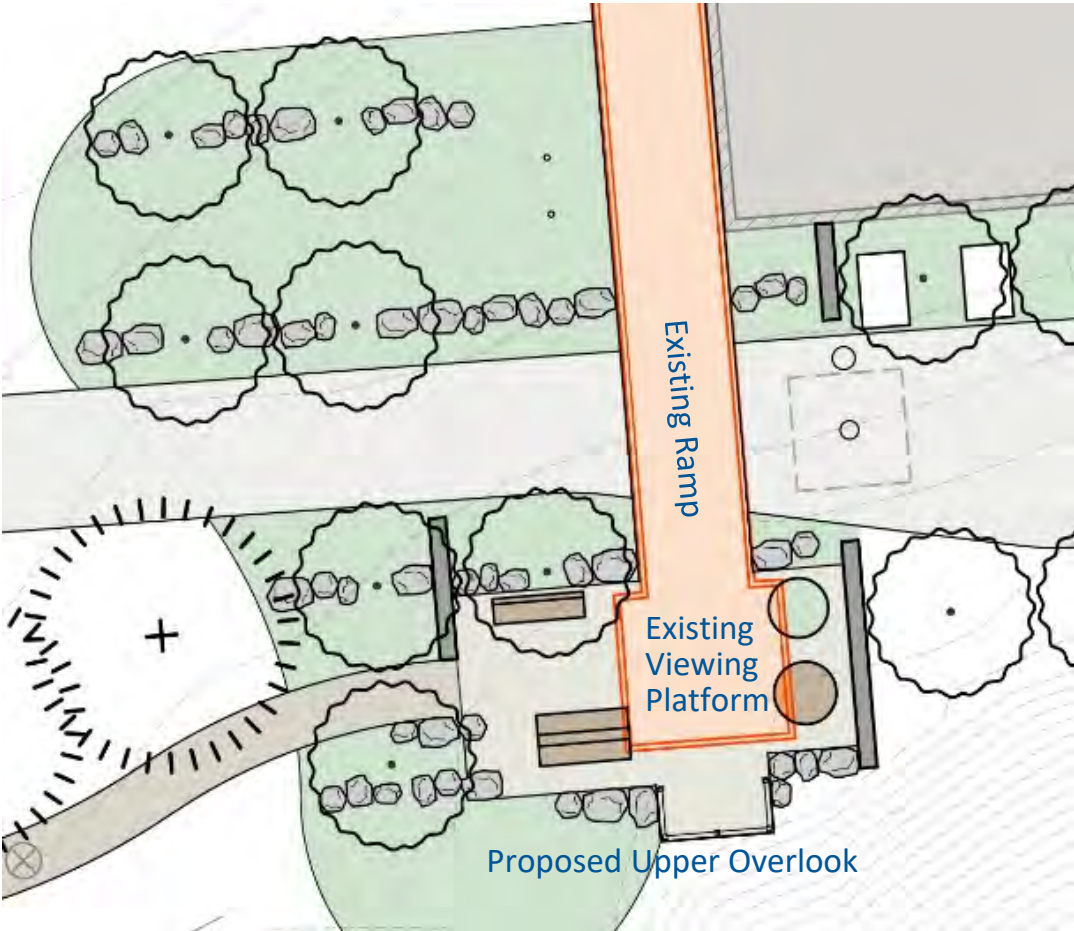 Existing Ramp
Existing
Viewing
Platform
Proposed Upper Overlook